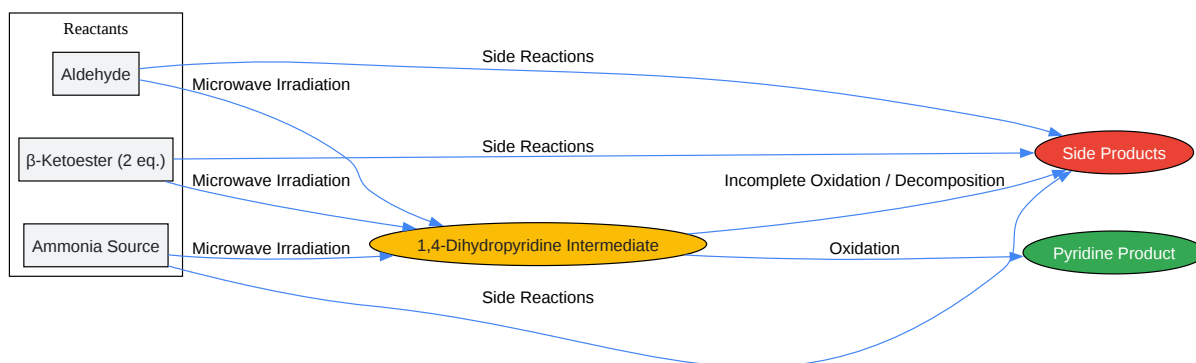 Reactants
Side Reactions
Aldehyde
Microwave Irradiation
Side Reactions
β-Ketoester (2 eq.)
Side Products
Microwave Irradiation
Incomplete Oxidation / Decomposition
Ammonia Source
Microwave Irradiation
1,4-Dihydropyridine Intermediate
Oxidation
Pyridine Product
Side Reactions